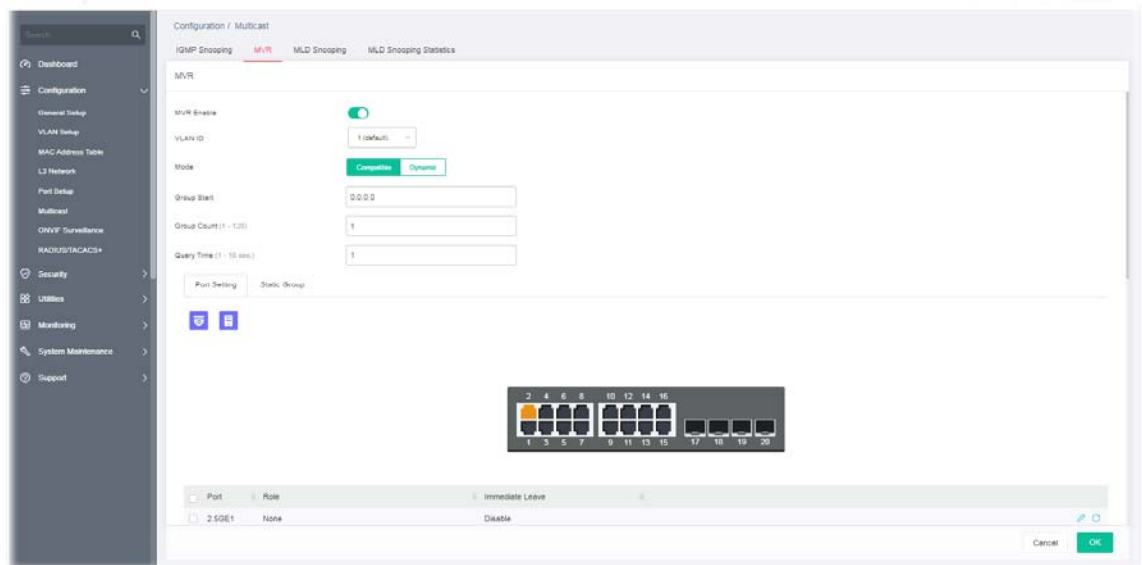 Configuration / Multicast
Search
IGMP Snooping MVR MLD Snooping MLD Snooping Statistics
Dashboard
MVR
Configuration
General Setup
MVR Enable
VLAN Setup
VLAN ID 1 (default)
MAC Address Table
L3 Network
Mode Compatible Dynamic
Port Setup
Group Start 0.0.0.0
Multicast
Group Count (1 - 128) 1
ONVIF Surveillance
RADIUS/TACACS+
Query Time (1 - 10 sec.) 1
Security
Port Setting Static Group
Utilities
Monitoring
System Maintenance
Support
2 4 6 8 10 12 14 16
1 3 5 7 9 11 13 15 17 18 19 20
Port Role Immediate Leave
2.5GE1 None Disable
Cancel OK